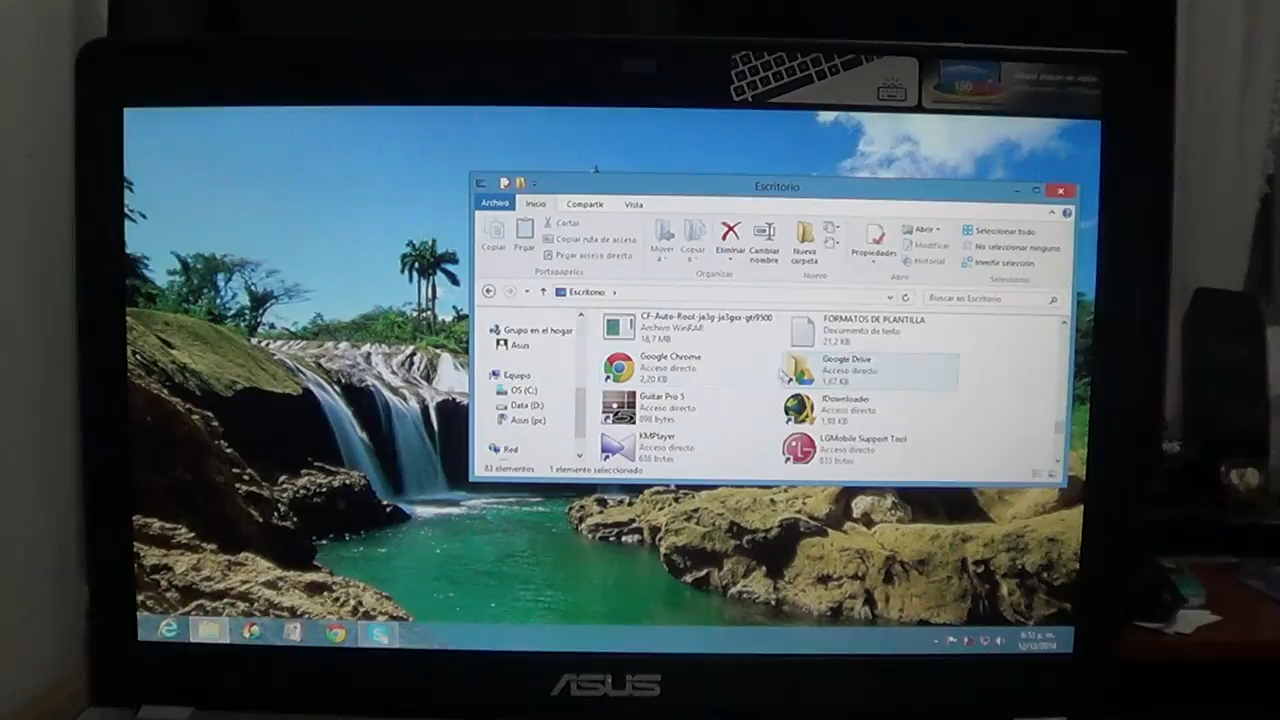 180
Escritorio
Archivo Inicio Compartir Vista
Copiar
Pegar
Cortar
Copiar ruta de acceso
Pegar acceso directo
Portapapeles
Mover a
Copiar a
Eliminar
Cambiar nombre
Organizar
Nueva carpeta
Nuevo
Propiedades
Abrir
Modificar
Historial
Abrir
Seleccionar todo
No seleccionar ninguno
Invertir selección
Seleccionar
Escritorio
Buscar en Escritorio
Grupo en el hogar
Asus
Equipo
OS (C:)
Data (D:)
Asus (pc)
Red
CF-Auto-Root-ja3g-ja3gxx-gti9500
Archivo WinRAR
18,7 MB
FORMATOS DE PLANTILLA
Documento de texto
21,2 KB
Google Chrome
Acceso directo
2,20 KB
Google Drive
Acceso directo
1,67 KB
Guitar Pro 5
Acceso directo
898 bytes
JDownloader
Acceso directo
1,98 KB
KMPlayer
Acceso directo
636 bytes
LGMobile Support Tool
Acceso directo
833 bytes
83 elementos 1 elemento seleccionado
6:53 p. m.
12/12/2014
ASUS